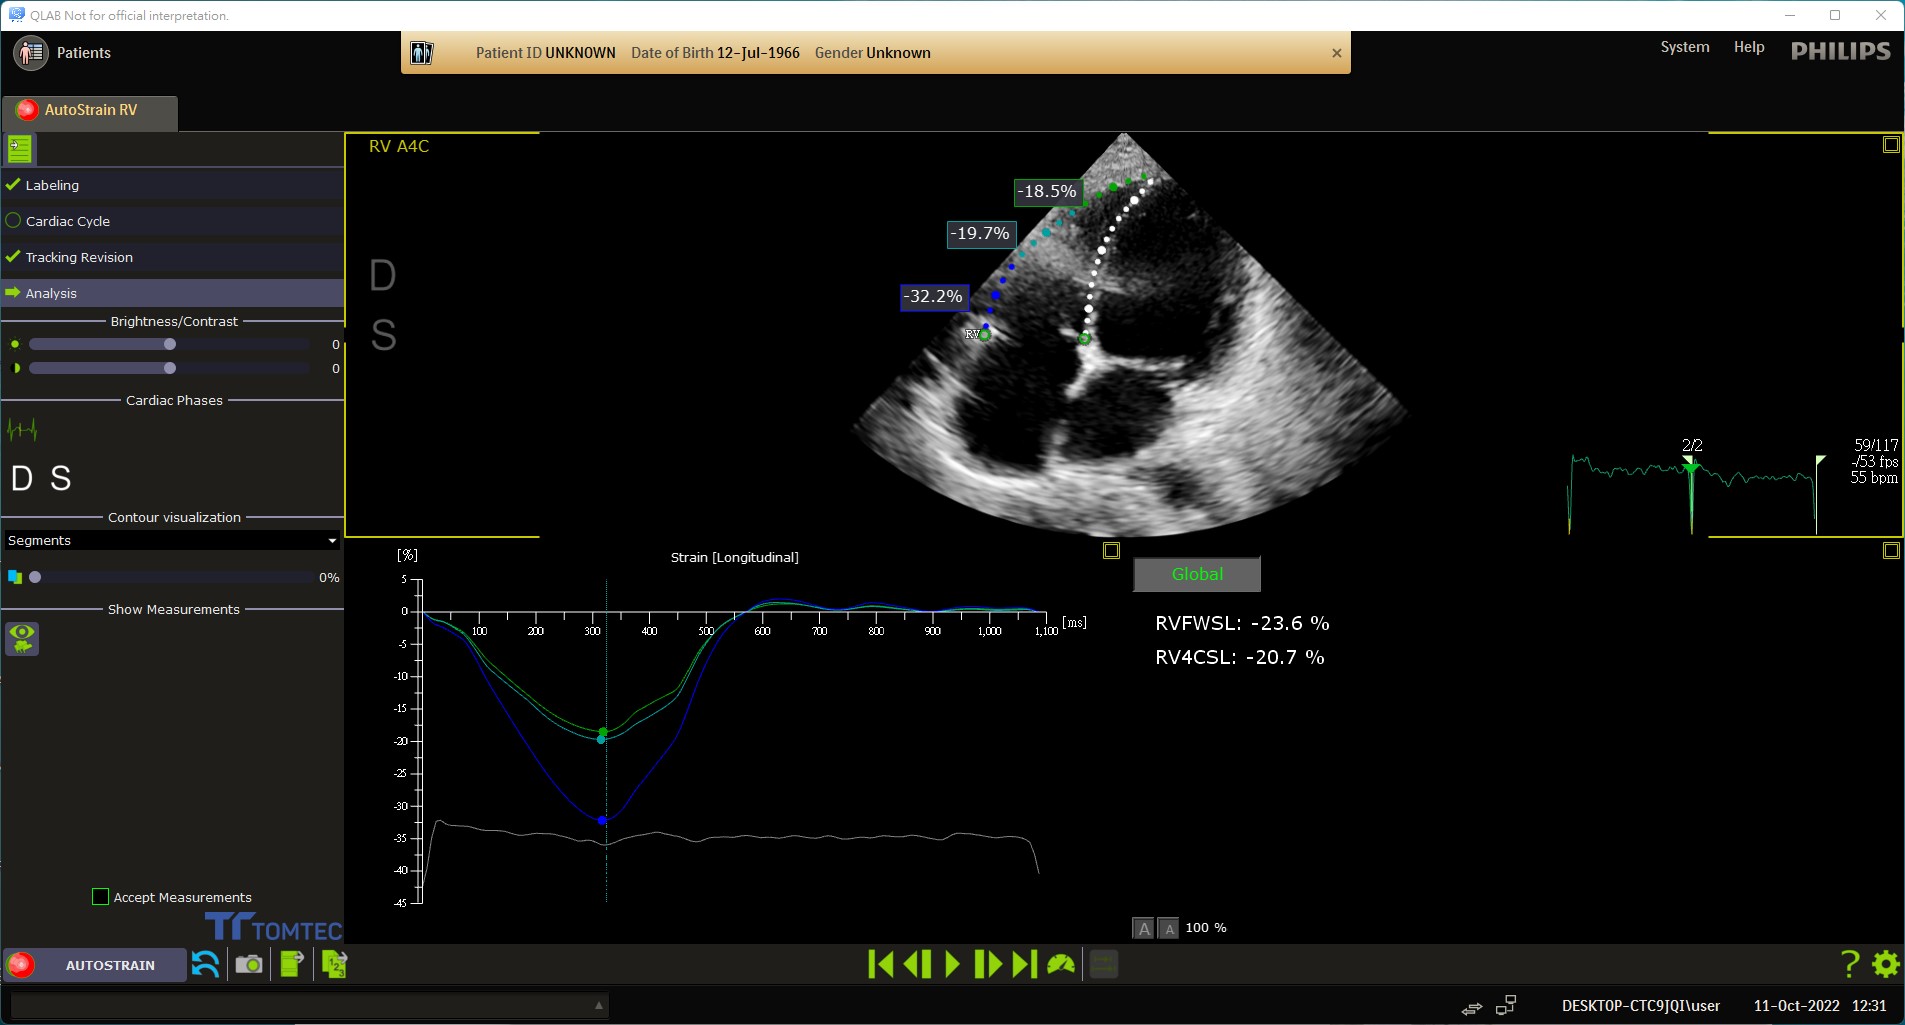 QLAB Not for official interpretation.
Patients
Patient ID UNKNOWN Date of Birth 12-Jul-1966 Gender Unknown
System Help PHILIPS
AutoStrain RV
Labeling
Cardiac Cycle
Tracking Revision
Analysis
Brightness/Contrast
0
0
Cardiac Phases
D S
Contour visualization
Segments
0%
Show Measurements
Accept Measurements
TOMTEC
RV A4C
D
S
-18.5%
-19.7%
-32.2%
RV
2/2
59/117
-/53 fps
55 bpm
[%]
Strain [Longitudinal]
5
0
-5
-10
-15
-20
-25
-30
-35
-40
-45
100 200 300 400 500 600 700 800 900 1,000 1,100 [ms]
Global
RVFWSL: -23.6 %
RV4CSL: -20.7 %
A A 100 %
AUTOSTRAIN
1 2 3
?
DESKTOP-CTC9JQI\user 11-Oct-2022 12:31